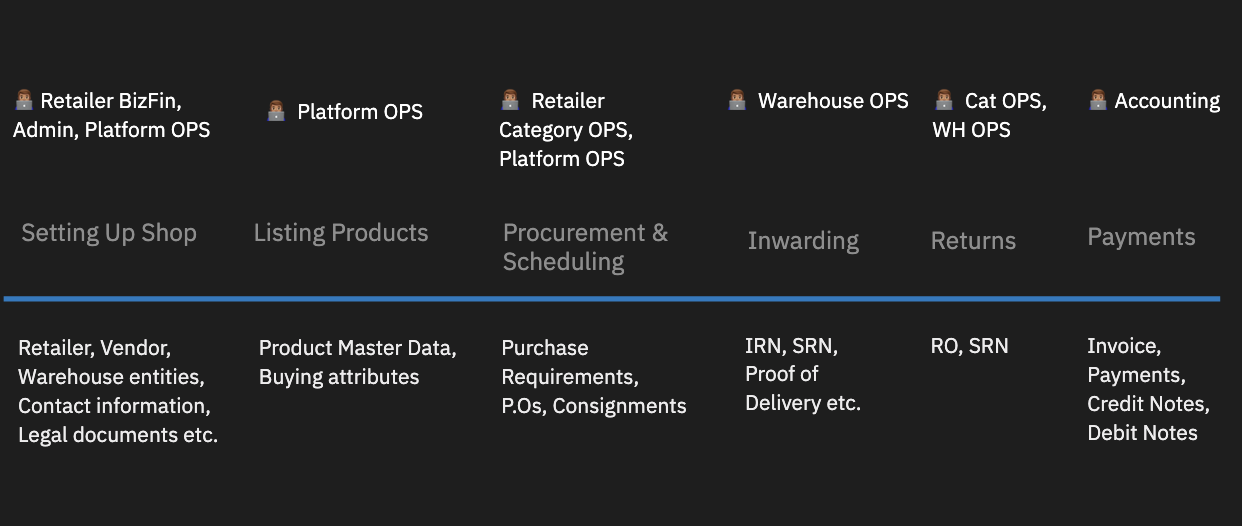 Retailer BizFin,
Admin, Platform OPS
Platform OPS
Retailer
Category OPS,
Platform OPS
Warehouse OPS
Cat OPS,
WH OPS
Accounting
Setting Up Shop
Listing Products
Procurement &
Scheduling
Inwarding
Returns
Payments
Retailer, Vendor,
Warehouse entities,
Contact information,
Legal documents etc.
Product Master Data,
Buying attributes
Purchase
Requirements,
P.Os, Consignments
IRN, SRN,
Proof of
Delivery etc.
RO, SRN
Invoice,
Payments,
Credit Notes,
Debit Notes